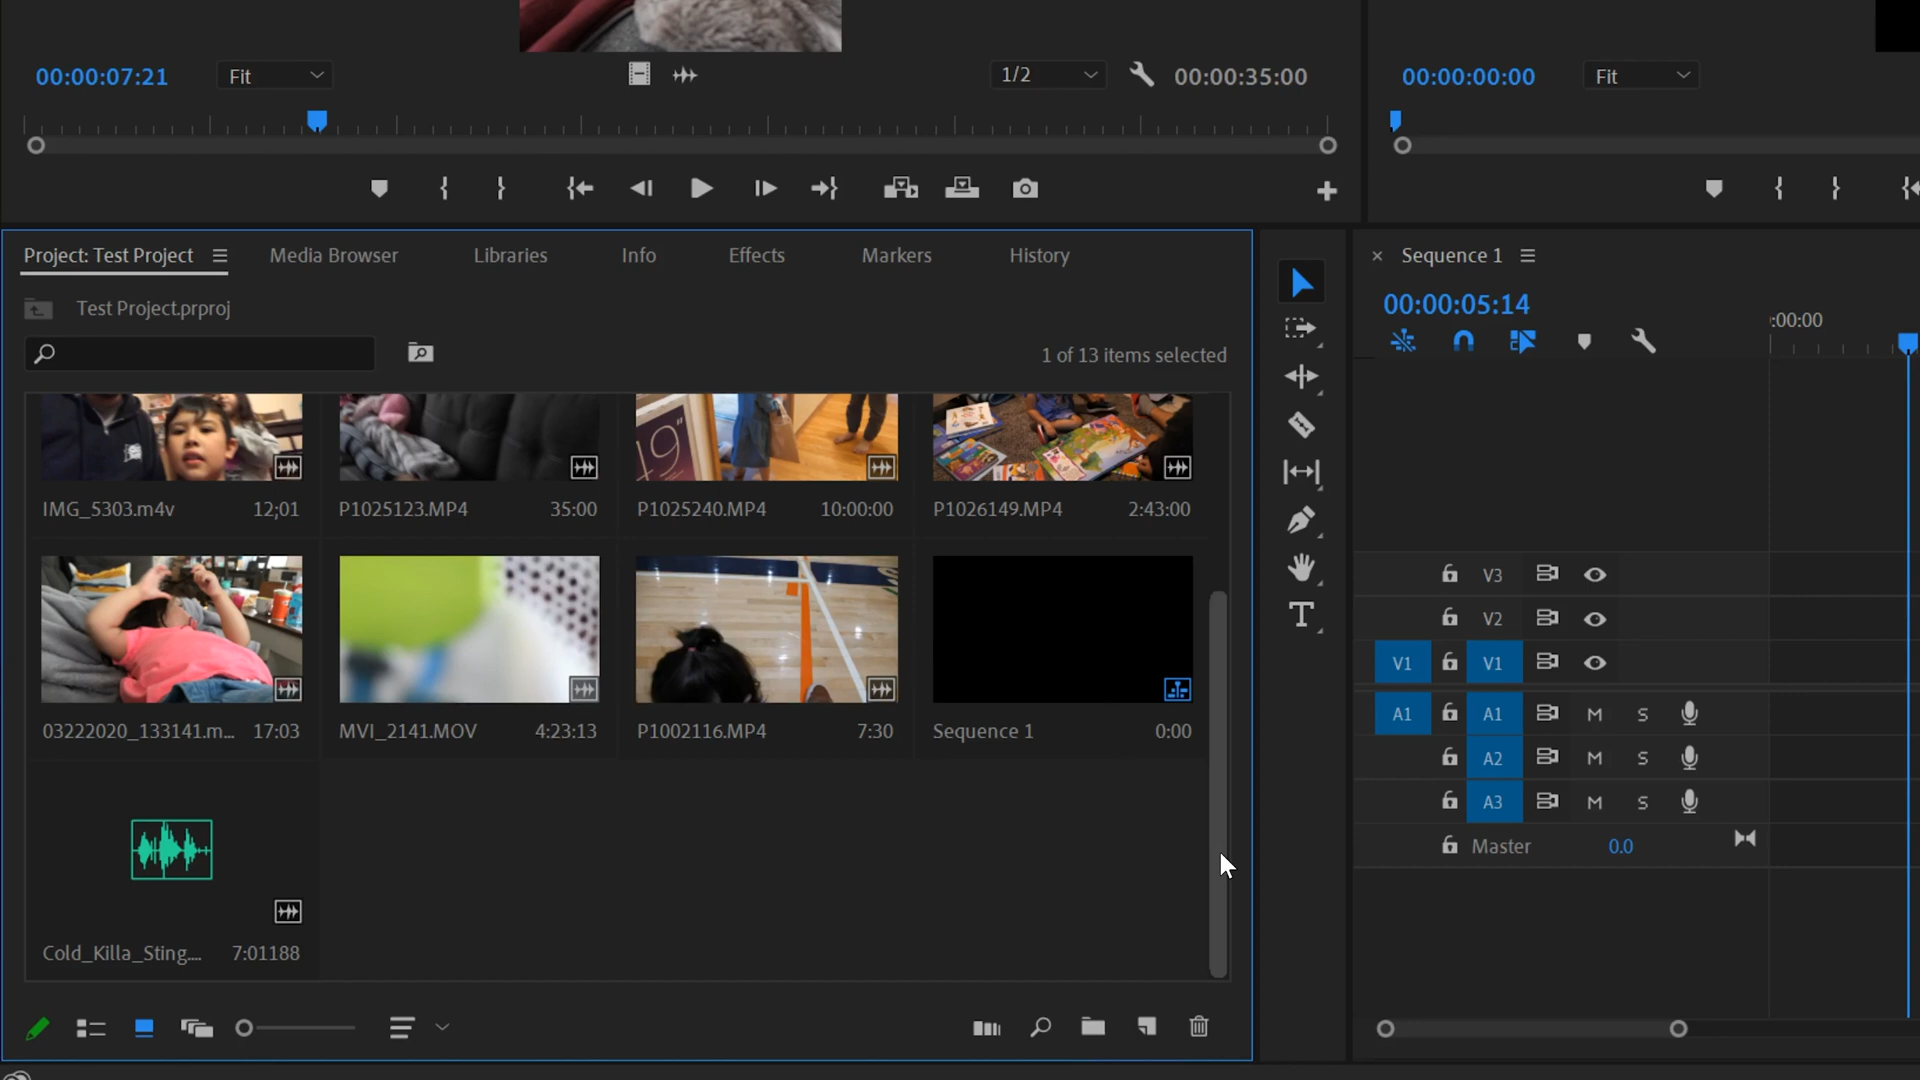 00:00:07:21 Fit 1/2 00:00:35:00 00:00:00:00 Fit
Project: Test Project Media Browser Libraries Info Effects Markers History
Test Project.prproj
1 of 13 items selected
19"
IMG_5303.m4v 12;01 P1025123.MP4 35:00 P1025240.MP4 10:00:00 P1026149.MP4 2:43:00
03222020_133141.m... 17:03 MVI_2141.MOV 4:23:13 P1002116.MP4 7:30 Sequence 1 0:00
Cold_Killa_Sting.... 7:01188
T
× Sequence 1
00:00:05:14
:00:00
V3
V2
V1 V1
A1 A1 M S
A2 M S
A3 M S
Master 0.0